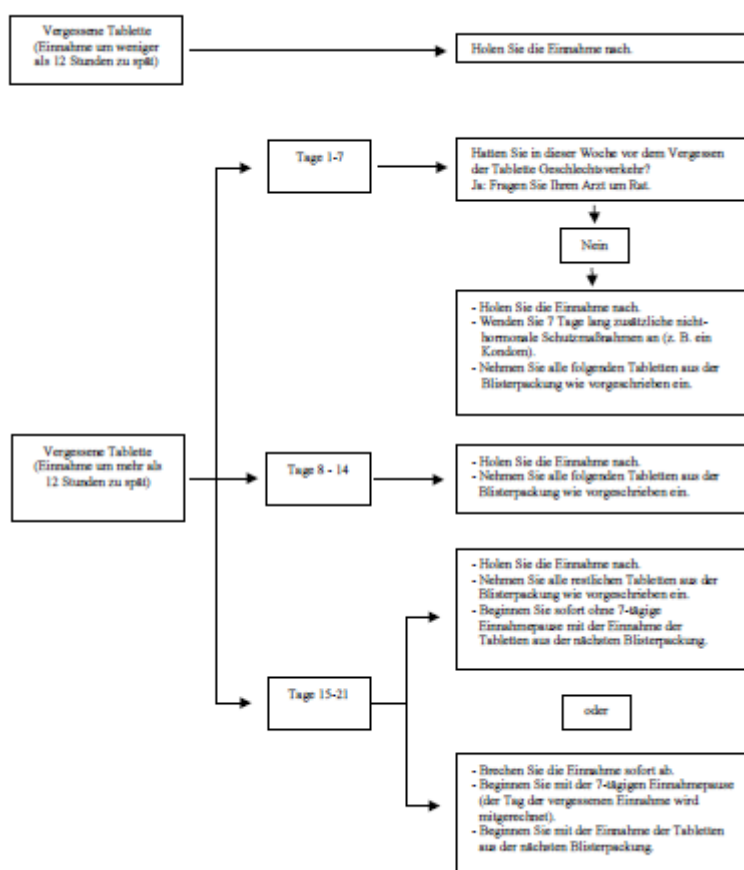 Vergessene Tablette
(Einnahme um weniger
als 12 Stunden zu spät)
Holen Sie die Einnahme nach.
Tage 1-7
Hatten Sie in dieser Woche vor dem Vergessen
der Tablette Geschlechtsverkehr?
Ja: Fragen Sie Ihren Arzt um Rat.
Nein
- Holen Sie die Einnahme nach.
- Wenden Sie 7 Tage lang zusätzliche nicht-
hormonale Schutzmaßnahmen an (z. B. ein
Kondom).
- Nehmen Sie alle folgenden Tabletten aus der
Blisterpackung wie vorgeschrieben ein.
Vergessene Tablette
(Einnahme um mehr als
12 Stunden zu spät)
Tage 8 - 14
- Holen Sie die Einnahme nach.
- Nehmen Sie alle folgenden Tabletten aus der
Blisterpackung wie vorgeschrieben ein.
- Holen Sie die Einnahme nach.
- Nehmen Sie alle restlichen Tabletten aus der
Blisterpackung wie vorgeschrieben ein.
- Beginnen Sie sofort ohne 7-tägige
Einnahmepause mit der Einnahme der
Tabletten aus der nächsten Blisterpackung.
Tage 15-21
oder
- Brechen Sie die Einnahme sofort ab.
- Beginnen Sie mit der 7-tägigen Einnahmepause
(der Tag der vergessenen Einnahme wird
mitgerechnet).
- Beginnen Sie mit der Einnahme der Tabletten
aus der nächsten Blisterpackung.